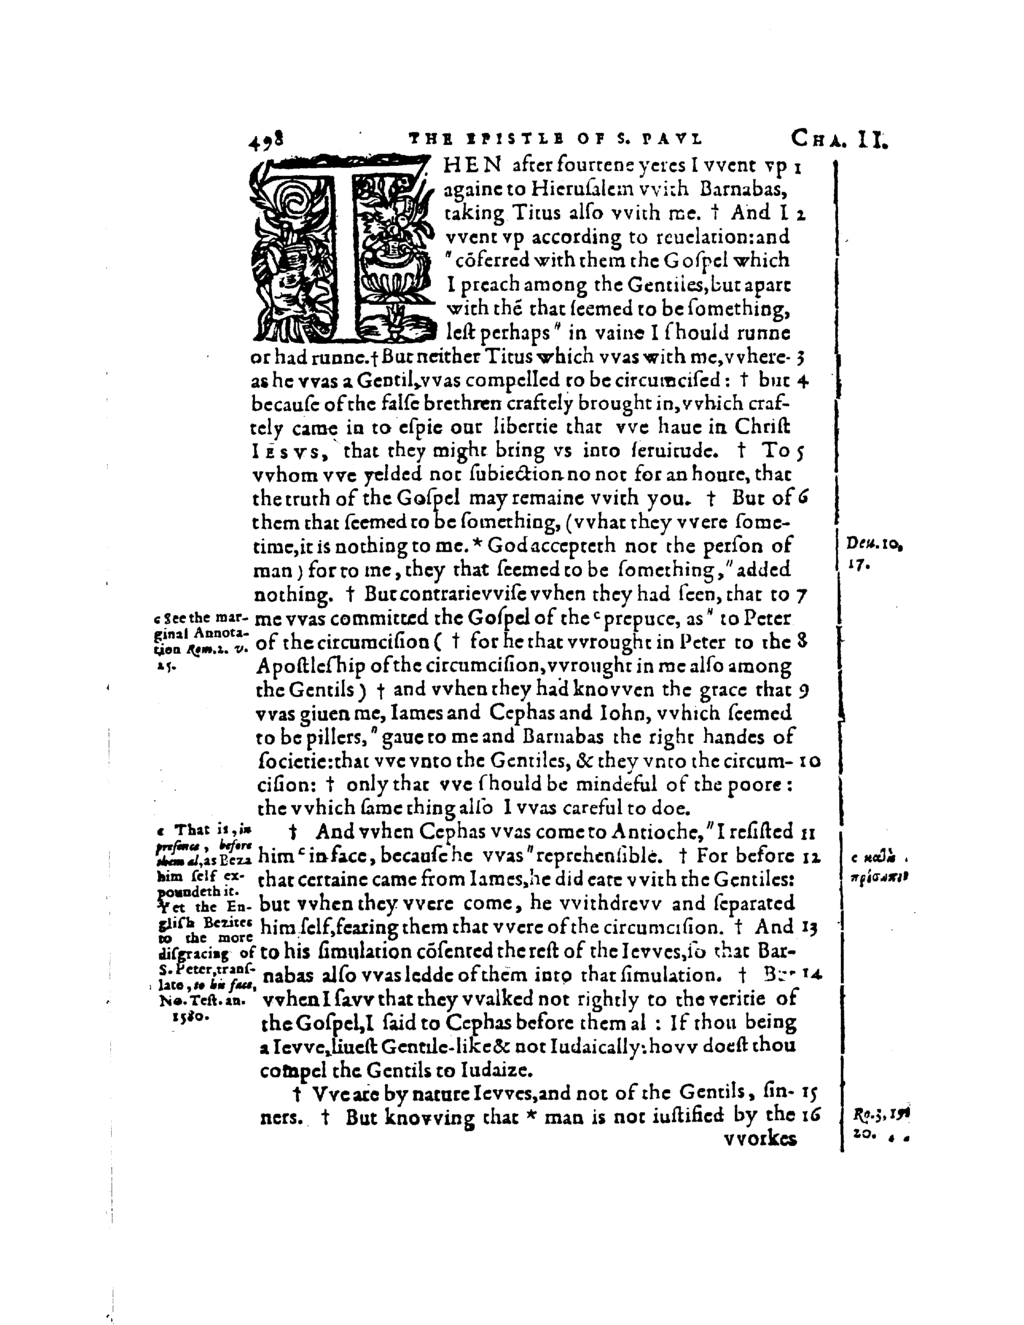 498 THE EPISTLE OF S. PAVL CHA. II.
THEN after fourtene yeres I vvent vp 1
againe to Hieruſalem vvith Barnabas,
taking Titus alſo vvith me. † And I 2
vvent vp according to reuelation: and
"cōferred with them the Goſpel which
I preach among the Gentiles, but apart
with thē that ſeemed to be ſomething,
leſt perhaps " in vaine I ſhould runne
or had runne. † But neither Titus which vvas with me, vvhere- 3
as he vvas a Gentil, vvas compelled to be circumciſed: † but 4
becauſe of the falſe brethren craftely brought in, vvhich craf-
tely came in to eſpie our libertie that vve haue in Chriſt
IESVS, that they might bring vs into ſeruitude. † To 5
vvhom vve yelded not ſubiection no not for an houre, that
the truth of the Goſpel may remaine vvith you. † But of 6
them that ſeemed to be ſomething, (vvhat they vvere ſome-
time, it is nothing to me. * God accepteth not the perſon of
man) for to me, they that ſeemed to be ſomething, "added
nothing. † But contrarievviſe vvhen they had ſeen, that to 7
me vvas committed the Goſpel of the ᶜ prepuce, as " to Peter
of the circumciſion († for he that vvrought in Peter to the 8
Apoſtleſhip of the circumciſion, vvrought in me alſo among
the Gentils) † and vvhen they had knovven the grace that 9
vvas giuen me, Iames and Cephas and Iohn, vvhich ſeemed
to be pillers, " gaue to me and Barnabas the right handes of
ſocietie: that vve vnto the Gentiles, & they vnto the circum- 10
ciſion: † only that vve ſhould be mindeful of the poore:
the vvhich ſame thing alſo I vvas careful to doe.
† And vvhen Cephas vvas come to Antioche, "I reſiſted 11
him ᶜ in face, becauſe he vvas "reprehenſible. † For before 12
that certaine came from Iames, he did eate vvith the Gentiles:
but vvhen they vvere come, he vvithdrevv and ſeparated
him ſelf, fearing them that vvere of the circumciſion. † And 13
to his ſimulation cōſented the reſt of the Ievves, ſo that Bar-
nabas alſo vvas ledde of them into that ſimulation. † But 14
vvhen I ſavv that they vvalked not rightly to the veritie of
the Goſpel, I ſaid to Cephas before them al: If thou being
a Ievve, liueſt Gentile-like & not Iudaically: hovv doeſt thou
compel the Gentils to Iudaize.
† Vve are by nature Ievves, and not of the Gentils, ſin- 15
ners. † But knovving that * man is not iuſtified by the 16
vvorkes
c See the mar-
ginal Annota-
tion Rom. 2. v.
25.
c That is, in
preſence, before
them al, as Beza
him ſelf ex-
poundeth it.
Yet the En-
gliſh Bezites
to the more
diſgracing of
S. Peter, tranſ-
late, to his face,
No. Teſt. an.
1580.
Deu. 10,
17.
c κατὰ
πρόσωπον
Ro. 3, 19.
20.